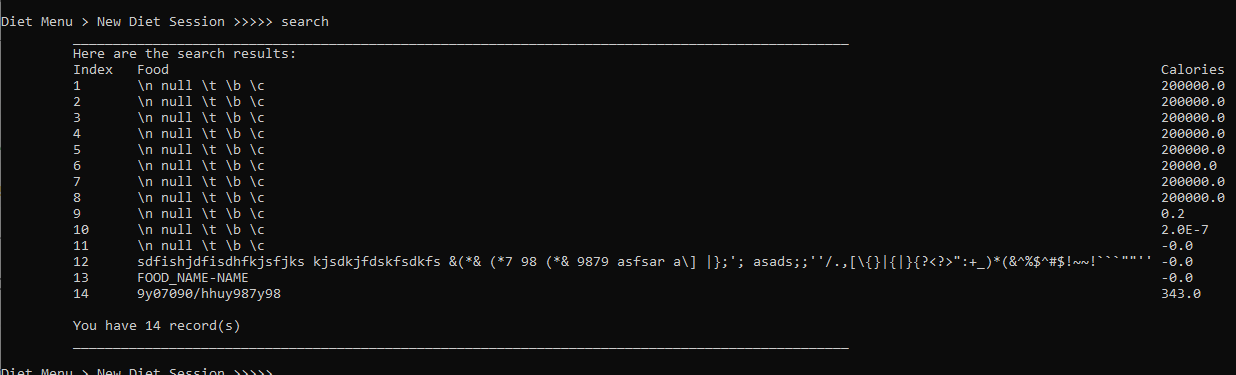 Diet Menu > New Diet Session >>>>> search
Here are the search results:
Index Food Calories
1 \n null \t \b \c 200000.0
2 \n null \t \b \c 200000.0
3 \n null \t \b \c 200000.0
4 \n null \t \b \c 200000.0
5 \n null \t \b \c 200000.0
6 \n null \t \b \c 20000.0
7 \n null \t \b \c 200000.0
8 \n null \t \b \c 200000.0
9 \n null \t \b \c 0.2
10 \n null \t \b \c 2.0E-7
11 \n null \t \b \c -0.0
12 sdfishjdfisdhfkjsfjks kjsdkjfdskfsdkfs &(*& (*7 98 (*& 9879 asfsar a\] |};'; asads;;''/.,[\{}|{|}{?<?>":+_)*(&^%$^#$!~~!```""'' -0.0
13 FOOD_NAME-NAME -0.0
14 9y07090/hhuy987y98 343.0
You have 14 record(s)
Diet Menu > New Diet Session >>>>>